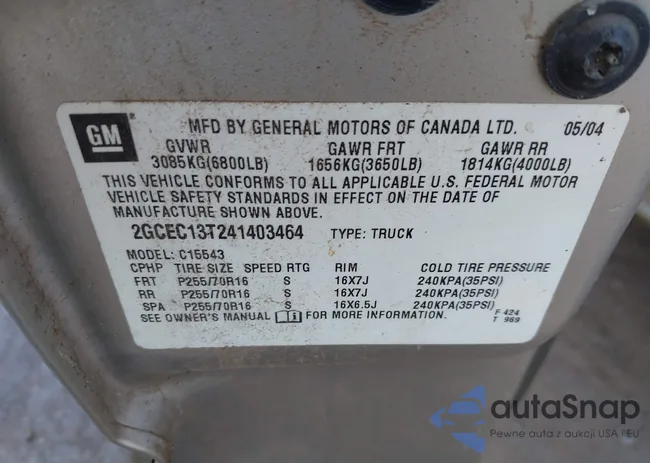 GM
MFD BY GENERAL MOTORS OF CANADA LTD. 05/04
GVWR GAWR FRT GAWR RR
3085KG(6800LB) 1656KG(3650LB) 1814KG(4000LB)
THIS VEHICLE CONFORMS TO ALL APPLICABLE U.S. FEDERAL MOTOR
VEHICLE SAFETY STANDARDS IN EFFECT ON THE DATE OF
MANUFACTURE SHOWN ABOVE.
2GCEC13T241403464 TYPE: TRUCK
MODEL: C15543
CPHP TIRE SIZE SPEED RTG RIM COLD TIRE PRESSURE
FRT P255/70R16 S 16X7J 240KPA(35PSI)
RR P255/70R16 S 16X7J 240KPA(35PSI)
SPA P255/70R16 S 16X6.5J 240KPA(35PSI)
SEE OWNER'S MANUAL FOR MORE INFORMATION.
F 424
T 969
autaSnap
Pewne auta z aukcji USA i EU